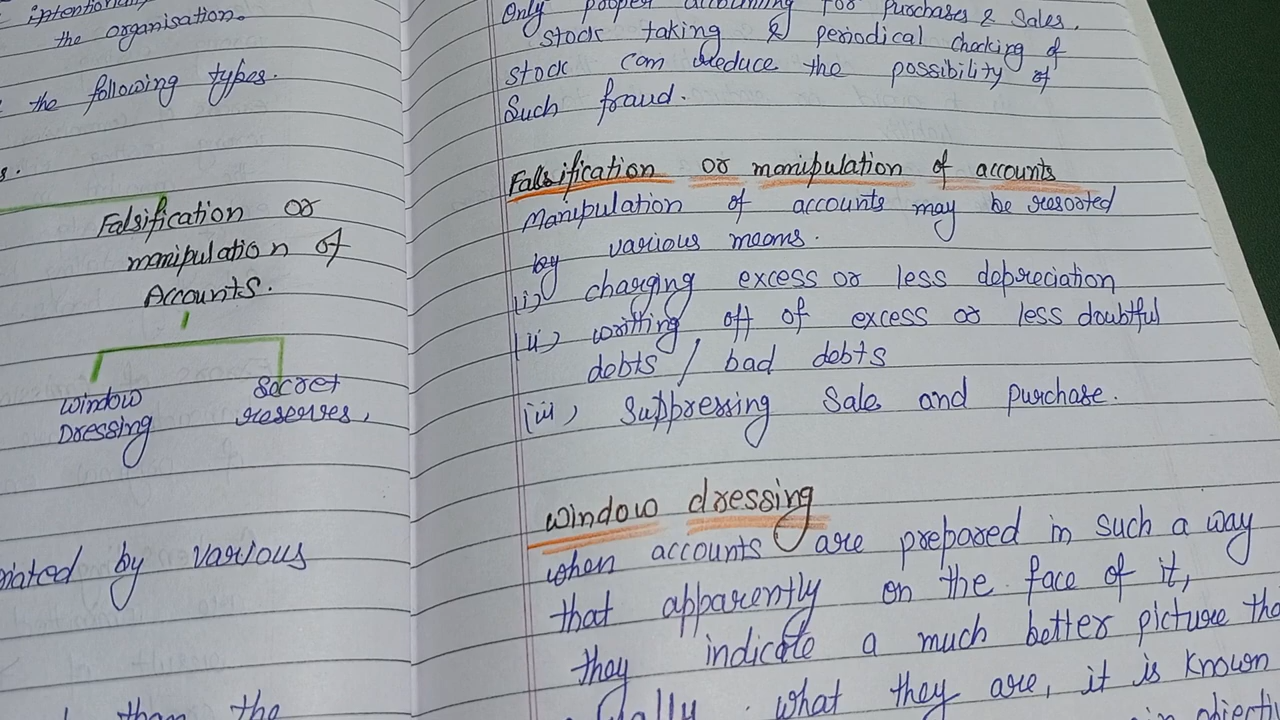 intentional
the organisation.
the following types.
s.
Falsification or
manipulation of
Accounts.
window
Dressing
Secret
reserves,
by various
than the
Only proper accounting for Purchases & Sales,
stock taking & periodical checking of
stock can reduce the possibility of
Such fraud.
Falsification or manipulation of accounts
Manipulation of accounts may be resorted
by various means.
(i) charging excess or less depreciation
(ii) writting off of excess or less doubtful
debts / bad debts
(iii) Suppressing Sale and purchase.
window dressing
when accounts are prepared in such a way
that apparently on the face of it,
they indicate a much better picture tha
what they are, it is known